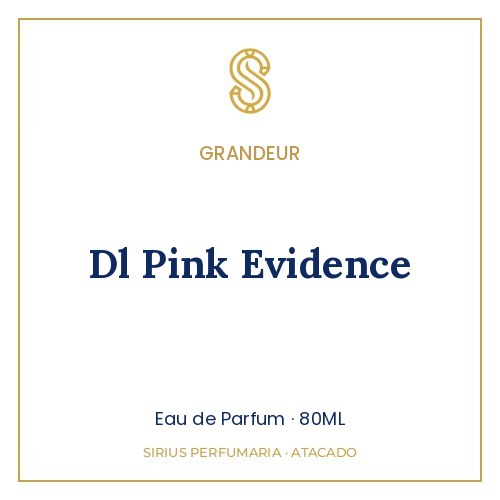 GRANDEUR
Dl Pink Evidence
Eau de Parfum · 80ML
SIRIUS PERFUMARIA · ATACADO